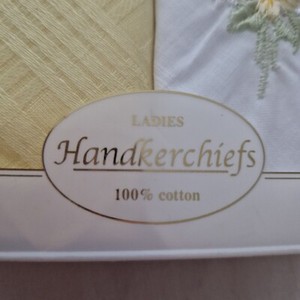 LADIES
Handkerchiefs
100% cotton